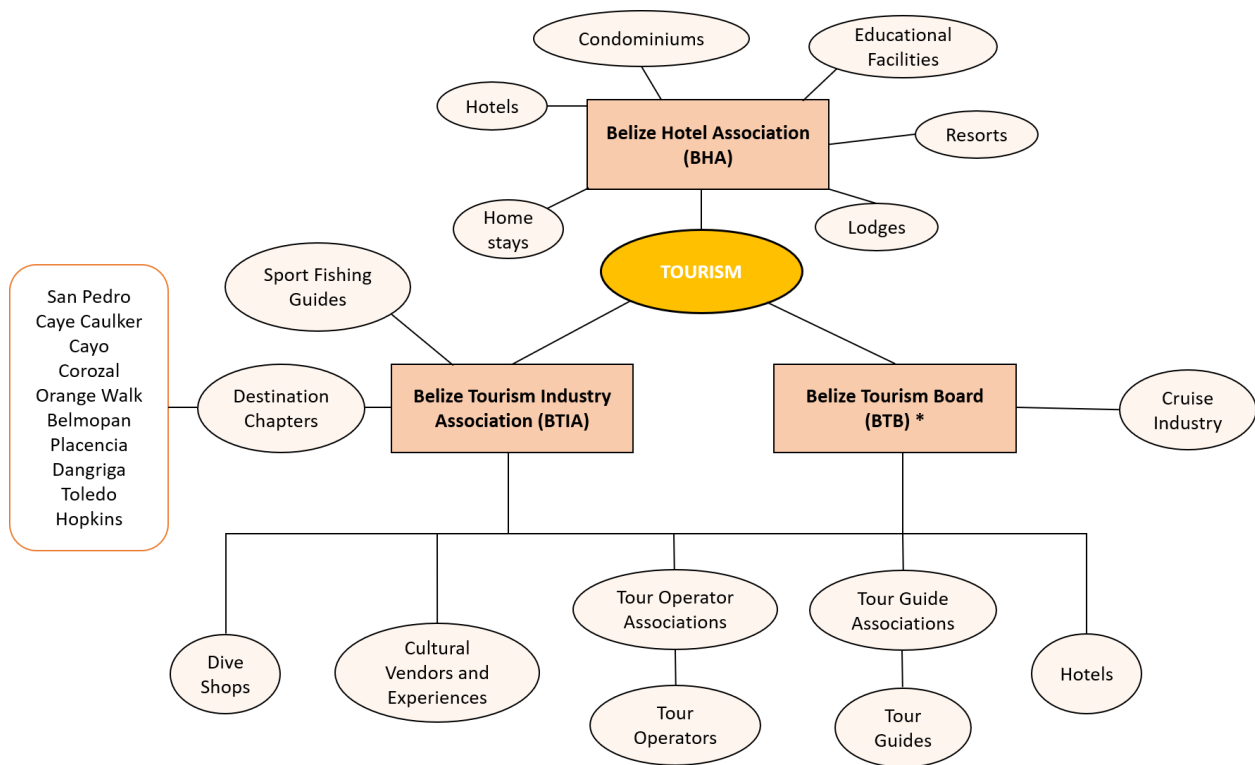 Condominiums
Educational
Facilities
Hotels
Belize Hotel Association
(BHA)
Resorts
Home
stays
Lodges
TOURISM
Sport Fishing
Guides
San Pedro
Caye Caulker
Cayo
Corozal
Orange Walk
Belmopan
Placencia
Dangriga
Toledo
Hopkins
Destination
Chapters
Belize Tourism Industry
Association (BTIA)
Belize Tourism Board
(BTB) *
Cruise
Industry
Dive
Shops
Cultural
Vendors and
Experiences
Tour Operator
Associations
Tour
Operators
Tour Guide
Associations
Tour
Guides
Hotels